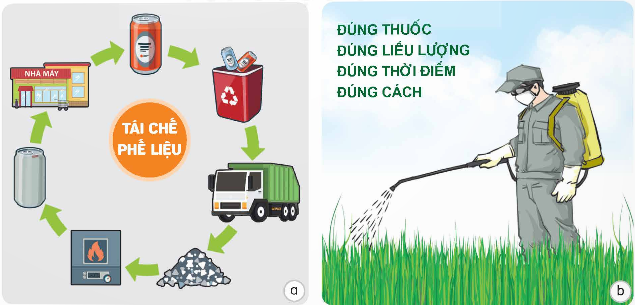 NHÀ MÁY
TÁI CHẾ
PHẾ LIỆU
a
ĐÚNG THUỐC
ĐÚNG LIỀU LƯỢNG
ĐÚNG THỜI ĐIỂM
ĐÚNG CÁCH
b